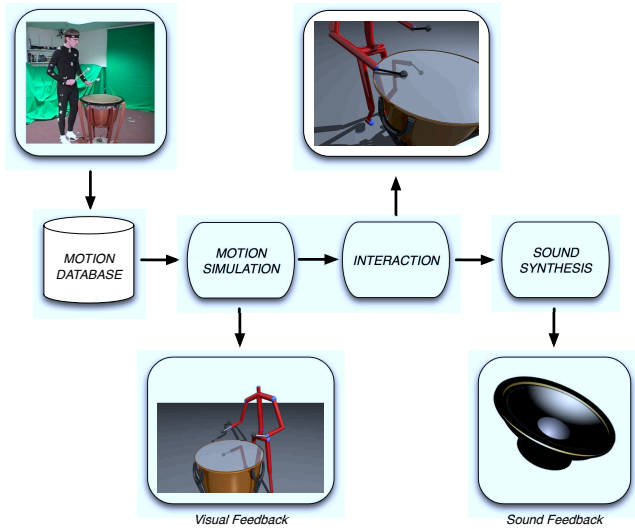 MOTION
DATABASE
MOTION
SIMULATION
INTERACTION
SOUND
SYNTHESIS
Visual Feedback
Sound Feedback